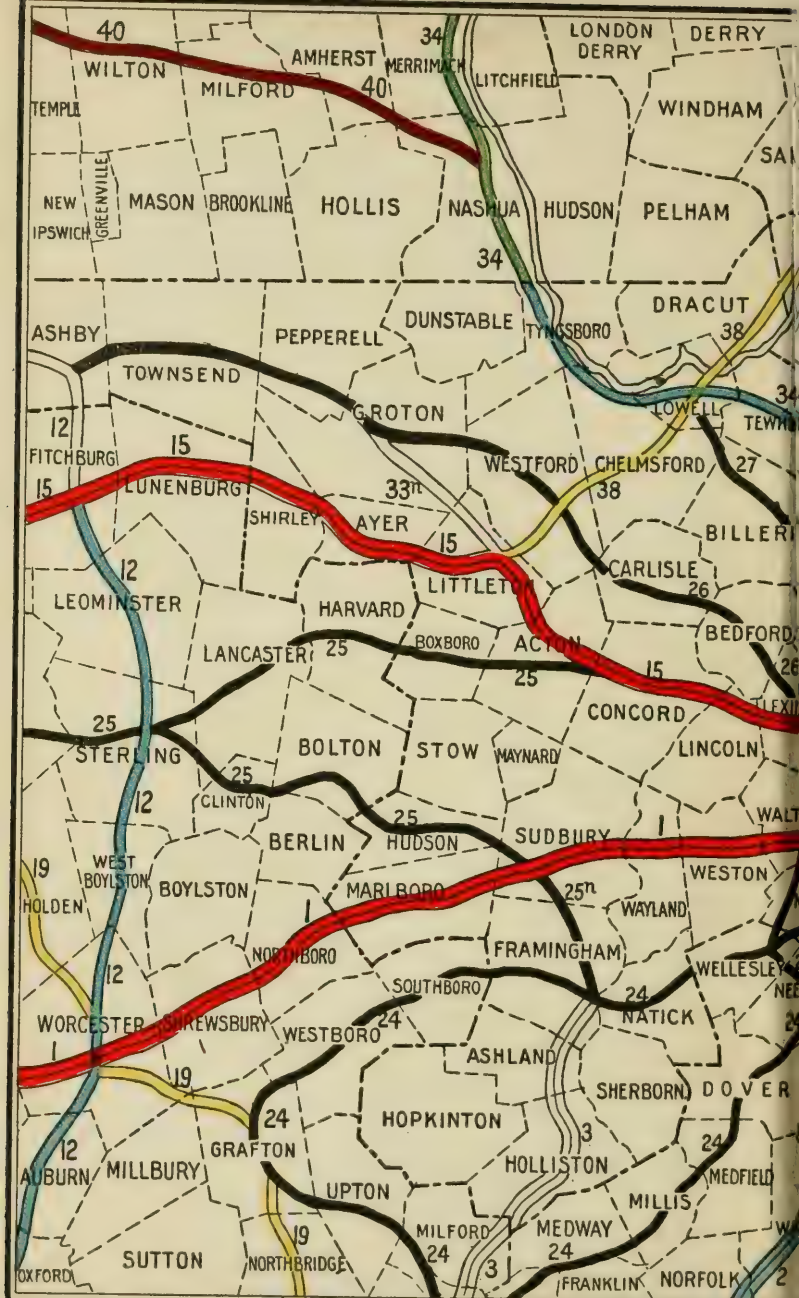 40
WILTON
MILFORD
AMHERST
40
34
MERRIMACK
LITCHFIELD
LONDON
DERRY
DERRY
TEMPLE
WINDHAM
NEW
IPSWICH
GREENVILLE
MASON
BROOKLINE
HOLLIS
NASHUA
HUDSON
PELHAM
34
ASHBY
TOWNSEND
PEPPERELL
DUNSTABLE
TYNGSBORO
DRACUT
38
GROTON
LOWELL
34
12
FITCHBURG
15
LUNENBURG
15
33ᴺ
WESTFORD
CHELMSFORD
38
27
SHIRLEY
AYER
15
LITTLETON
12
LEOMINSTER
HARVARD
CARLISLE
26
LANCASTER
25
BOXBORO
ACTON
25
BEDFORD
26
15
CONCORD
25
STERLING
BOLTON
STOW
MAYNARD
LINCOLN
25
CLINTON
12
BERLIN
25
HUDSON
SUDBURY
1
WEST
BOYLSTON
BOYLSTON
MARLBORO
WESTON
19
HOLDEN
1
25ᴺ
WAYLAND
NORTHBORO
FRAMINGHAM
WELLESLEY
12
SOUTHBORO
24
NATICK
24
WORCESTER
SHREWSBURY
WESTBORO
24
1
ASHLAND
19
SHERBORN
DOVER
HOPKINTON
24
GRAFTON
3
HOLLISTON
24
12
AUBURN
MILLBURY
MEDFIELD
UPTON
MILLIS
19
MILFORD
24
MEDWAY
24
SUTTON
NORTHBRIDGE
3
OXFORD
FRANKLIN
NORFOLK
2